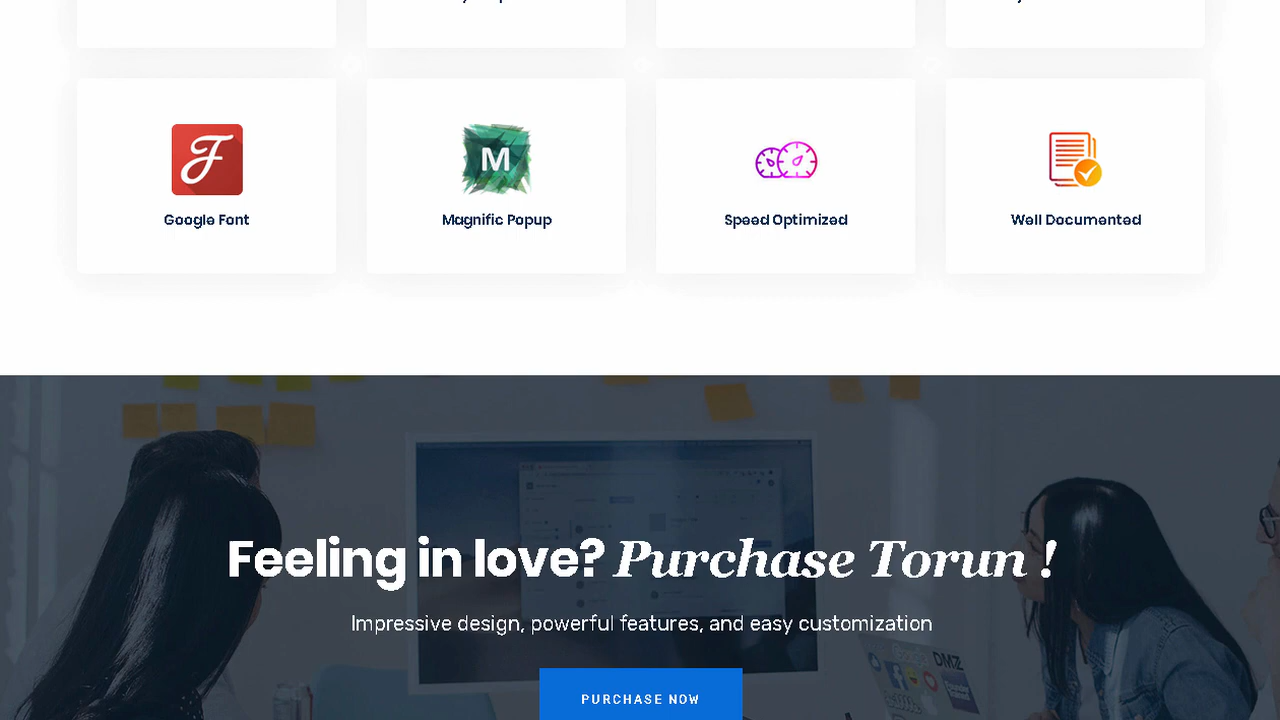 Google Font
Magnific Popup
Speed Optimized
Well Documented
Feeling in love? Purchase Torun !
Impressive design, powerful features, and easy customization
PURCHASE NOW